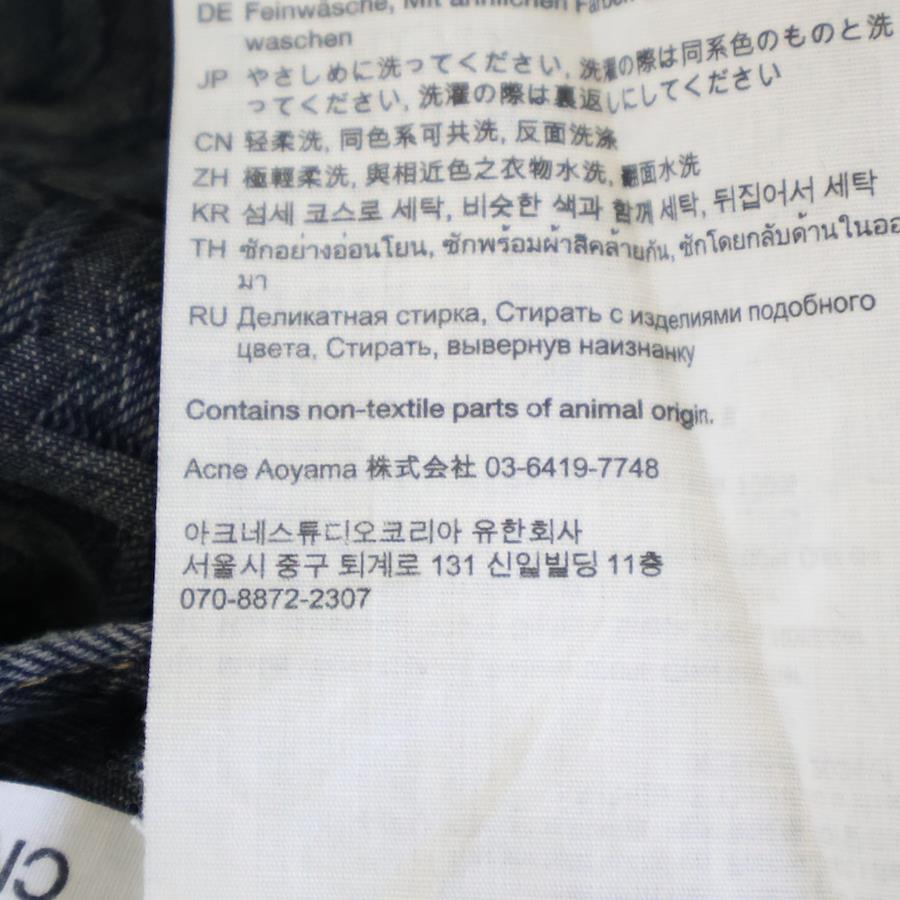 DE Feinwäsche, Mit ähnlichen Farben
waschen
JP やさしめに洗ってください, 洗濯の際は同系色のものと洗
ってください, 洗濯の際は裏返しにしてください
CN 轻柔洗, 同色系可共洗, 反面洗涤
ZH 極輕柔洗, 與相近色之衣物水洗, 翻面水洗
KR 섬세 코스로 세탁, 비슷한 색과 함께 세탁, 뒤집어서 세탁
TH ซักอย่างอ่อนโยน, ซักพร้อมผ้าสีคล้ายกัน, ซักโดยกลับด้านในออ
มา
RU Деликатная стирка, Стирать с изделиями подобного
цвета, Стирать, вывернув наизнанку
Contains non-textile parts of animal origin.
Acne Aoyama 株式会社 03-6419-7748
아크네스튜디오코리아 유한회사
서울시 중구 퇴계로 131 신일빌딩 11층
070-8872-2307